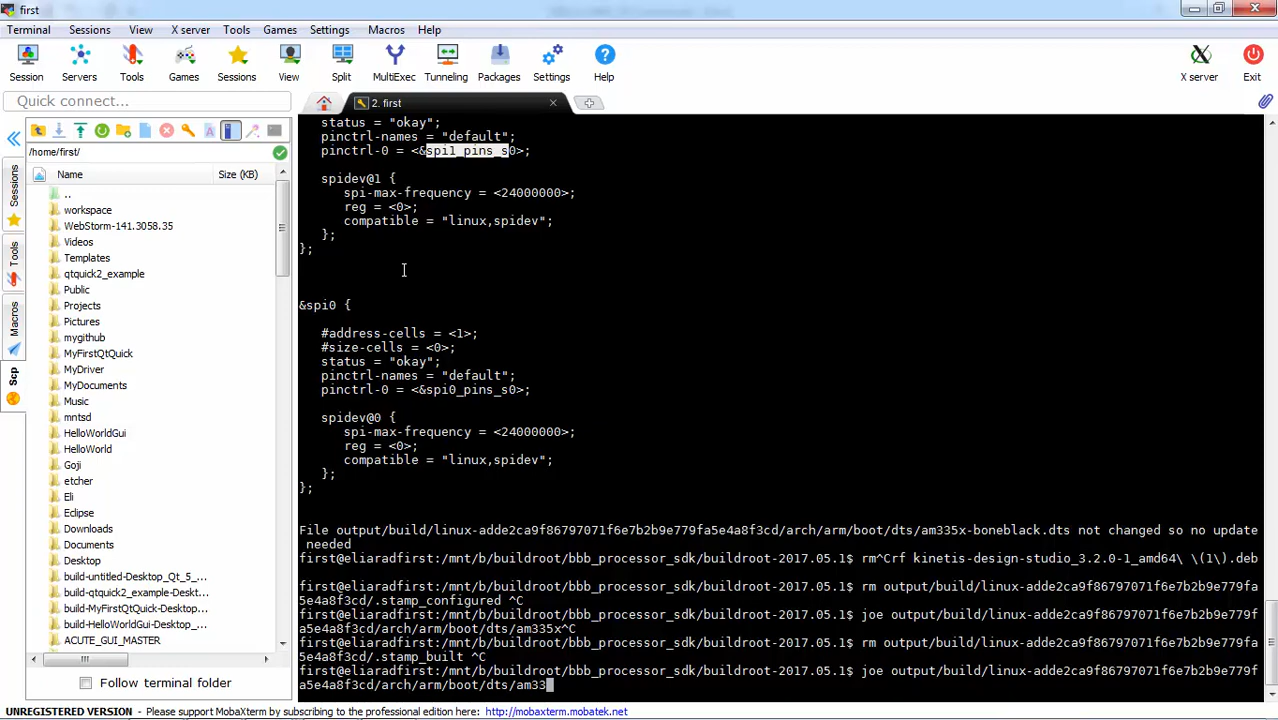 first
Terminal Sessions View X server Tools Games Settings Macros Help
Session Servers Tools Games Sessions View Split MultiExec Tunneling Packages Settings Help X server Exit
Quick connect...
2. first
/home/first/
Name Size (KB)
..
workspace
WebStorm-141.3058.35
Videos
Templates
qtquick2_example
Public
Projects
Pictures
mygithub
MyFirstQtQuick
MyDriver
MyDocuments
Music
mntsd
HelloWorldGui
HelloWorld
Goji
etcher
Eli
Eclipse
Downloads
Documents
Desktop
build-untitled-Desktop_Qt_5_...
build-qtquick2_example-Deskt...
build-MyFirstQtQuick-Desktop...
build-HelloWorldGui-Desktop_...
ACUTE_GUI_MASTER
Sessions
Tools
Macros
Scp
Follow terminal folder
status = "okay";
pinctrl-names = "default";
pinctrl-0 = <&spi1_pins_s0>;
spidev@1 {
spi-max-frequency = <24000000>;
reg = <0>;
compatible = "linux,spidev";
};
};
&spi0 {
#address-cells = <1>;
#size-cells = <0>;
status = "okay";
pinctrl-names = "default";
pinctrl-0 = <&spi0_pins_s0>;
spidev@0 {
spi-max-frequency = <24000000>;
reg = <0>;
compatible = "linux,spidev";
};
};
File output/build/linux-adde2ca9f86797071f6e7b2b9e779fa5e4a8f3cd/arch/arm/boot/dts/am335x-boneblack.dts not changed so no update
needed
first@eliaradfirst:/mnt/b/buildroot/bbb_processor_sdk/buildroot-2017.05.1$ rm^Crf kinetis-design-studio_3.2.0-1_amd64\ \(1\).deb
first@eliaradfirst:/mnt/b/buildroot/bbb_processor_sdk/buildroot-2017.05.1$ rm output/build/linux-adde2ca9f86797071f6e7b2b9e779fa
5e4a8f3cd/.stamp_configured ^C
first@eliaradfirst:/mnt/b/buildroot/bbb_processor_sdk/buildroot-2017.05.1$ joe output/build/linux-adde2ca9f86797071f6e7b2b9e779f
a5e4a8f3cd/arch/arm/boot/dts/am335x^C
first@eliaradfirst:/mnt/b/buildroot/bbb_processor_sdk/buildroot-2017.05.1$ rm output/build/linux-adde2ca9f86797071f6e7b2b9e779fa
5e4a8f3cd/.stamp_built ^C
first@eliaradfirst:/mnt/b/buildroot/bbb_processor_sdk/buildroot-2017.05.1$ joe output/build/linux-adde2ca9f86797071f6e7b2b9e779f
a5e4a8f3cd/arch/arm/boot/dts/am33
UNREGISTERED VERSION - Please support MobaXterm by subscribing to the professional edition here: http://mobaxterm.mobatek.net